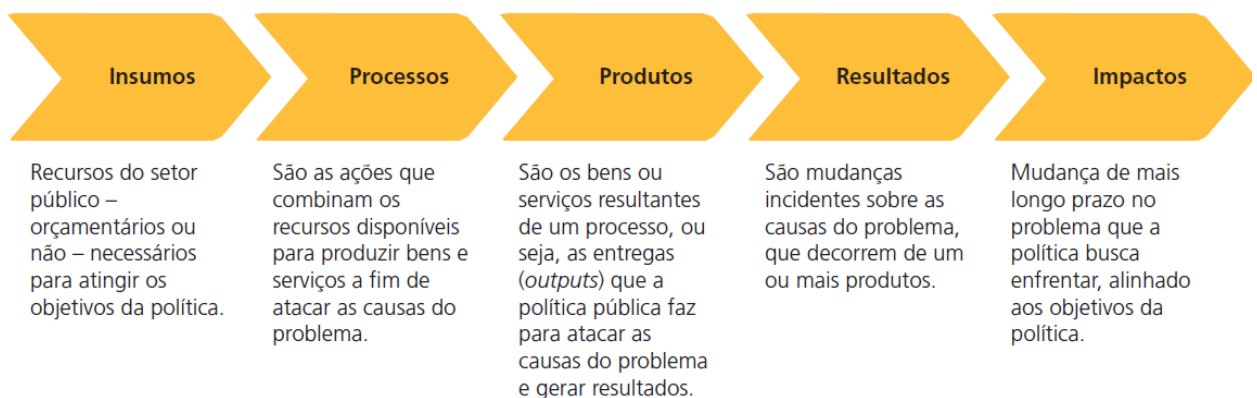 Insumos
Processos
Produtos
Resultados
Impactos
Recursos do setor
público –
orçamentários ou
não – necessários
para atingir os
objetivos da política.
São as ações que
combinam os
recursos disponíveis
para produzir bens e
serviços a fim de
atacar as causas do
problema.
São os bens ou
serviços resultantes
de um processo, ou
seja, as entregas
(outputs) que a
política pública faz
para atacar as
causas do problema
e gerar resultados.
São mudanças
incidentes sobre as
causas do problema,
que decorrem de um
ou mais produtos.
Mudança de mais
longo prazo no
problema que a
política busca
enfrentar, alinhado
aos objetivos da
política.